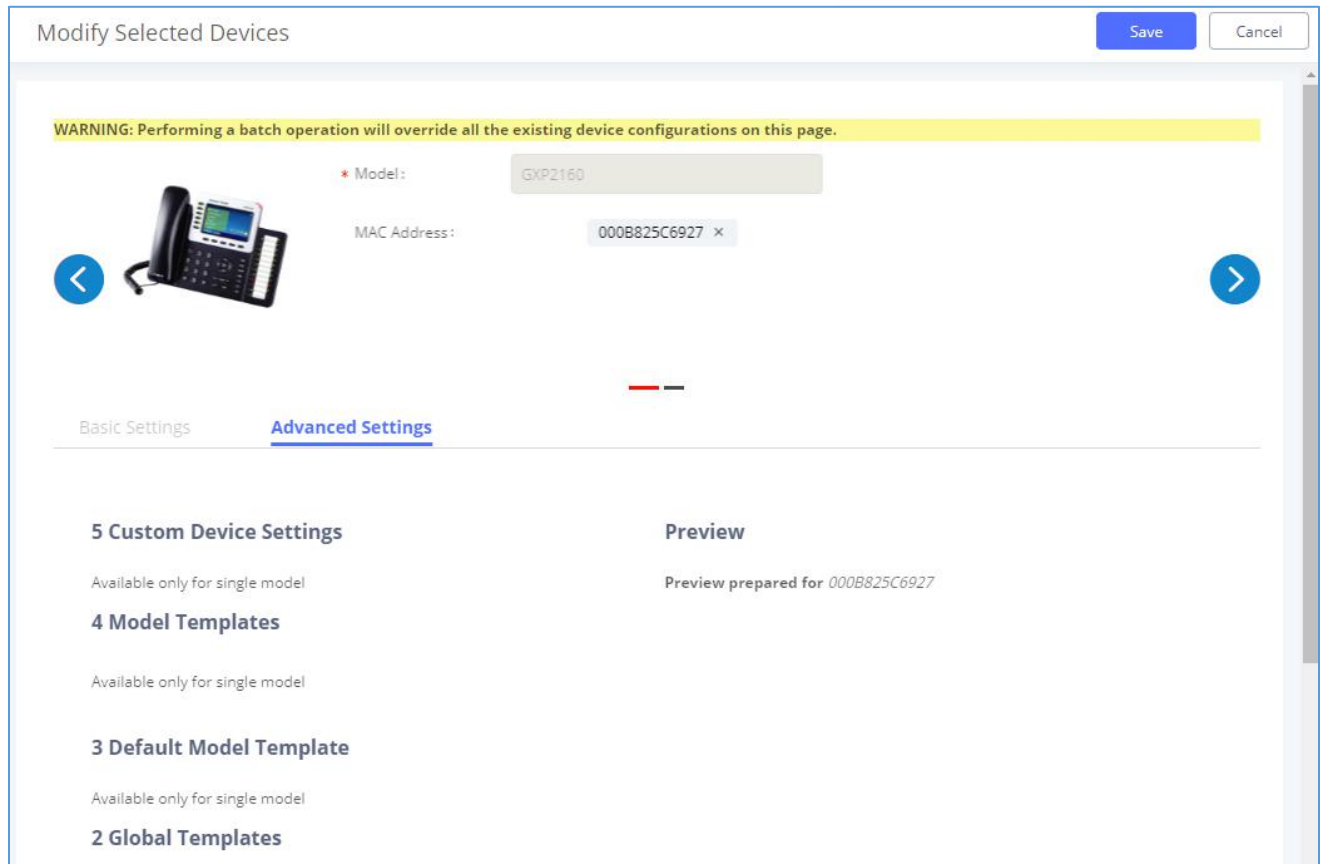 Modify Selected Devices
Save
Cancel
WARNING: Performing a batch operation will override all the existing device configurations on this page.
* Model :
GXP2160
MAC Address :
000B825C6927 ×
Basic Settings
Advanced Settings
5 Custom Device Settings
Preview
Available only for single model
Preview prepared for 000B825C6927
4 Model Templates
Available only for single model
3 Default Model Template
Available only for single model
2 Global Templates